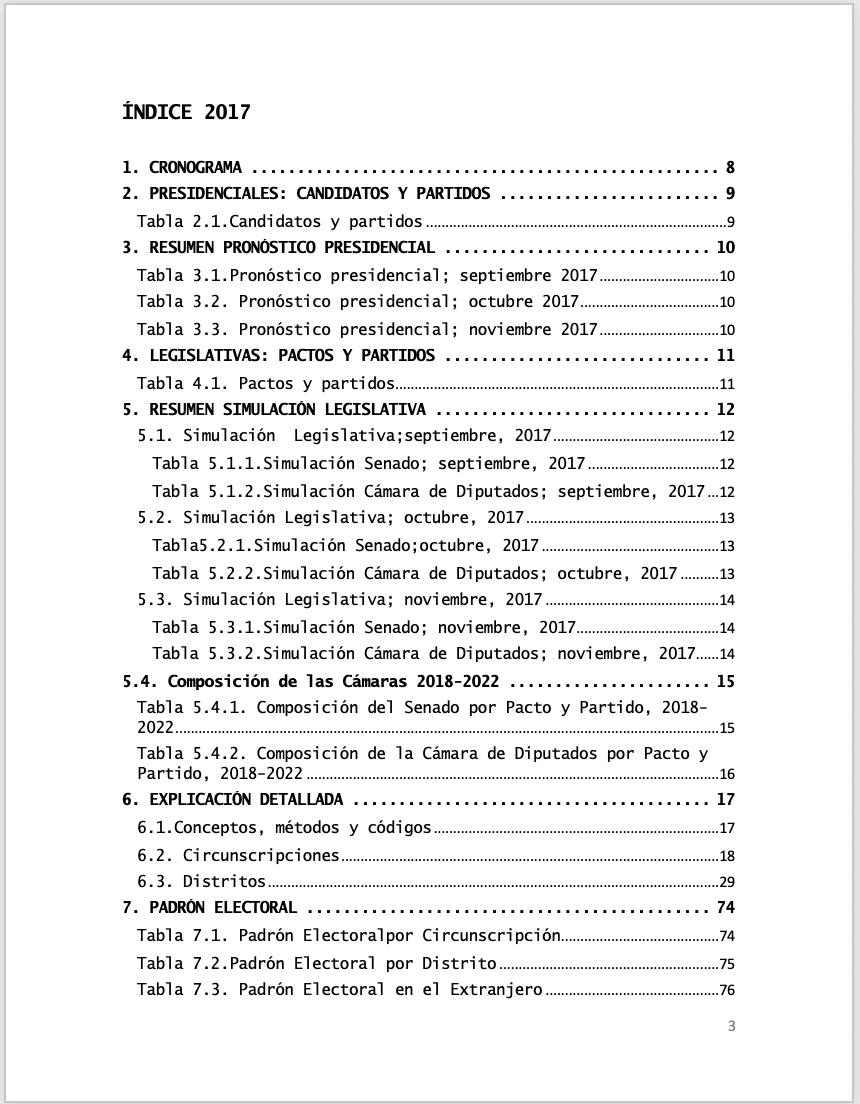 ÍNDICE 2017
1. CRONOGRAMA ................................................... 8
2. PRESIDENCIALES: CANDIDATOS Y PARTIDOS ........................ 9
Tabla 2.1.Candidatos y partidos................................9
3. RESUMEN PRONÓSTICO PRESIDENCIAL ............................. 10
Tabla 3.1.Pronóstico presidencial; septiembre 2017.............10
Tabla 3.2. Pronóstico presidencial; octubre 2017...............10
Tabla 3.3. Pronóstico presidencial; noviembre 2017.............10
4. LEGISLATIVAS: PACTOS Y PARTIDOS ............................. 11
Tabla 4.1. Pactos y partidos...................................11
5. RESUMEN SIMULACIÓN LEGISLATIVA .............................. 12
5.1. Simulación  Legislativa;septiembre, 2017..................12
Tabla 5.1.1.Simulación Senado; septiembre, 2017................12
Tabla 5.1.2.Simulación Cámara de Diputados; septiembre, 2017...12
5.2. Simulación Legislativa; octubre, 2017.....................13
Tabla5.2.1.Simulación Senado;octubre, 2017.....................13
Tabla 5.2.2.Simulación Cámara de Diputados; octubre, 2017..........13
5.3. Simulación Legislativa; noviembre, 2017...................14
Tabla 5.3.1.Simulación Senado; noviembre, 2017.................14
Tabla 5.3.2.Simulación Cámara de Diputados; noviembre, 2017......14
5.4. Composición de las Cámaras 2018-2022 ...................... 15
Tabla 5.4.1. Composición del Senado por Pacto y Partido, 2018-
2022...........................................................15
Tabla 5.4.2. Composición de la Cámara de Diputados por Pacto y
Partido, 2018-2022.............................................16
6. EXPLICACIÓN DETALLADA ....................................... 17
6.1.Conceptos, métodos y códigos...............................17
6.2. Circunscripciones.........................................18
6.3. Distritos.................................................29
7. PADRÓN ELECTORAL ............................................ 74
Tabla 7.1. Padrón Electoralpor Circunscripción.................74
Tabla 7.2.Padrón Electoral por Distrito........................75
Tabla 7.3. Padrón Electoral en el Extranjero...................76
3